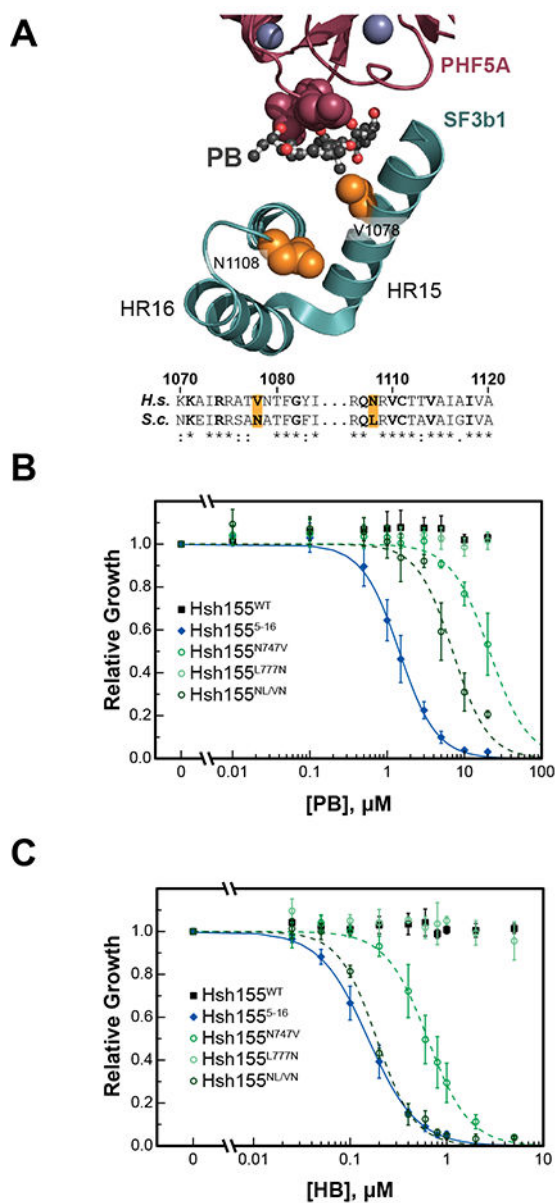 A
PHF5A
SF3b1
PB
V1078
N1108
HR15
HR16
1070 1080 1110 1120
H.s. KKAIRRATVNTFGYI...RQNRVCTTVAIAIVA
S.c. NKEIRRSANATFGFI...RQLRVCTAVAIGIVA
:*.***::.***:*...**.****:***.***
B
Relative Growth
1.0
0.8
0.6
0.4
0.2
0.0
Hsh155WT
Hsh1555-16
Hsh155N747V
Hsh155L777N
Hsh155NL/VN
0 0.01 0.1 1 10 100
[PB], µM
C
Relative Growth
1.0
0.8
0.6
0.4
0.2
0.0
Hsh155WT
Hsh1555-16
Hsh155N747V
Hsh155L777N
Hsh155NL/VN
0 0.01 0.1 1 10
[HB], µM